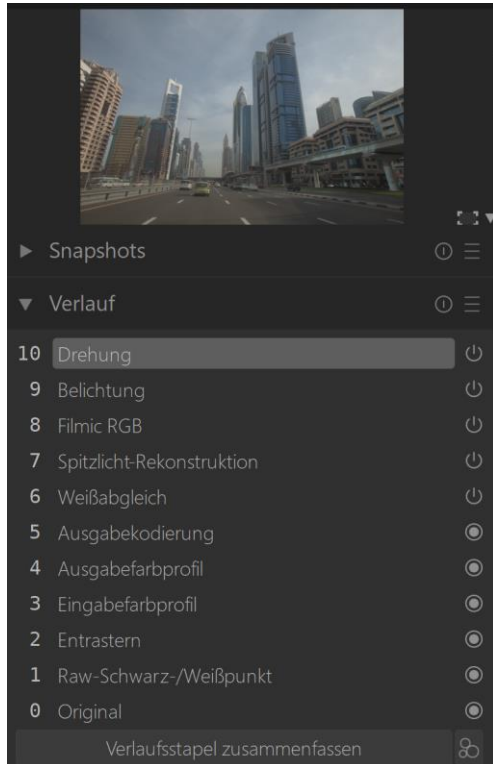 Snapshots
Verlauf
10 Drehung
9 Belichtung
8 Filmic RGB
7 Spitzlicht-Rekonstruktion
6 Weißabgleich
5 Ausgabekodierung
4 Ausgabefarbprofil
3 Eingabefarbprofil
2 Entrastern
1 Raw-Schwarz-/Weißpunkt
0 Original
Verlaufsstapel zusammenfassen